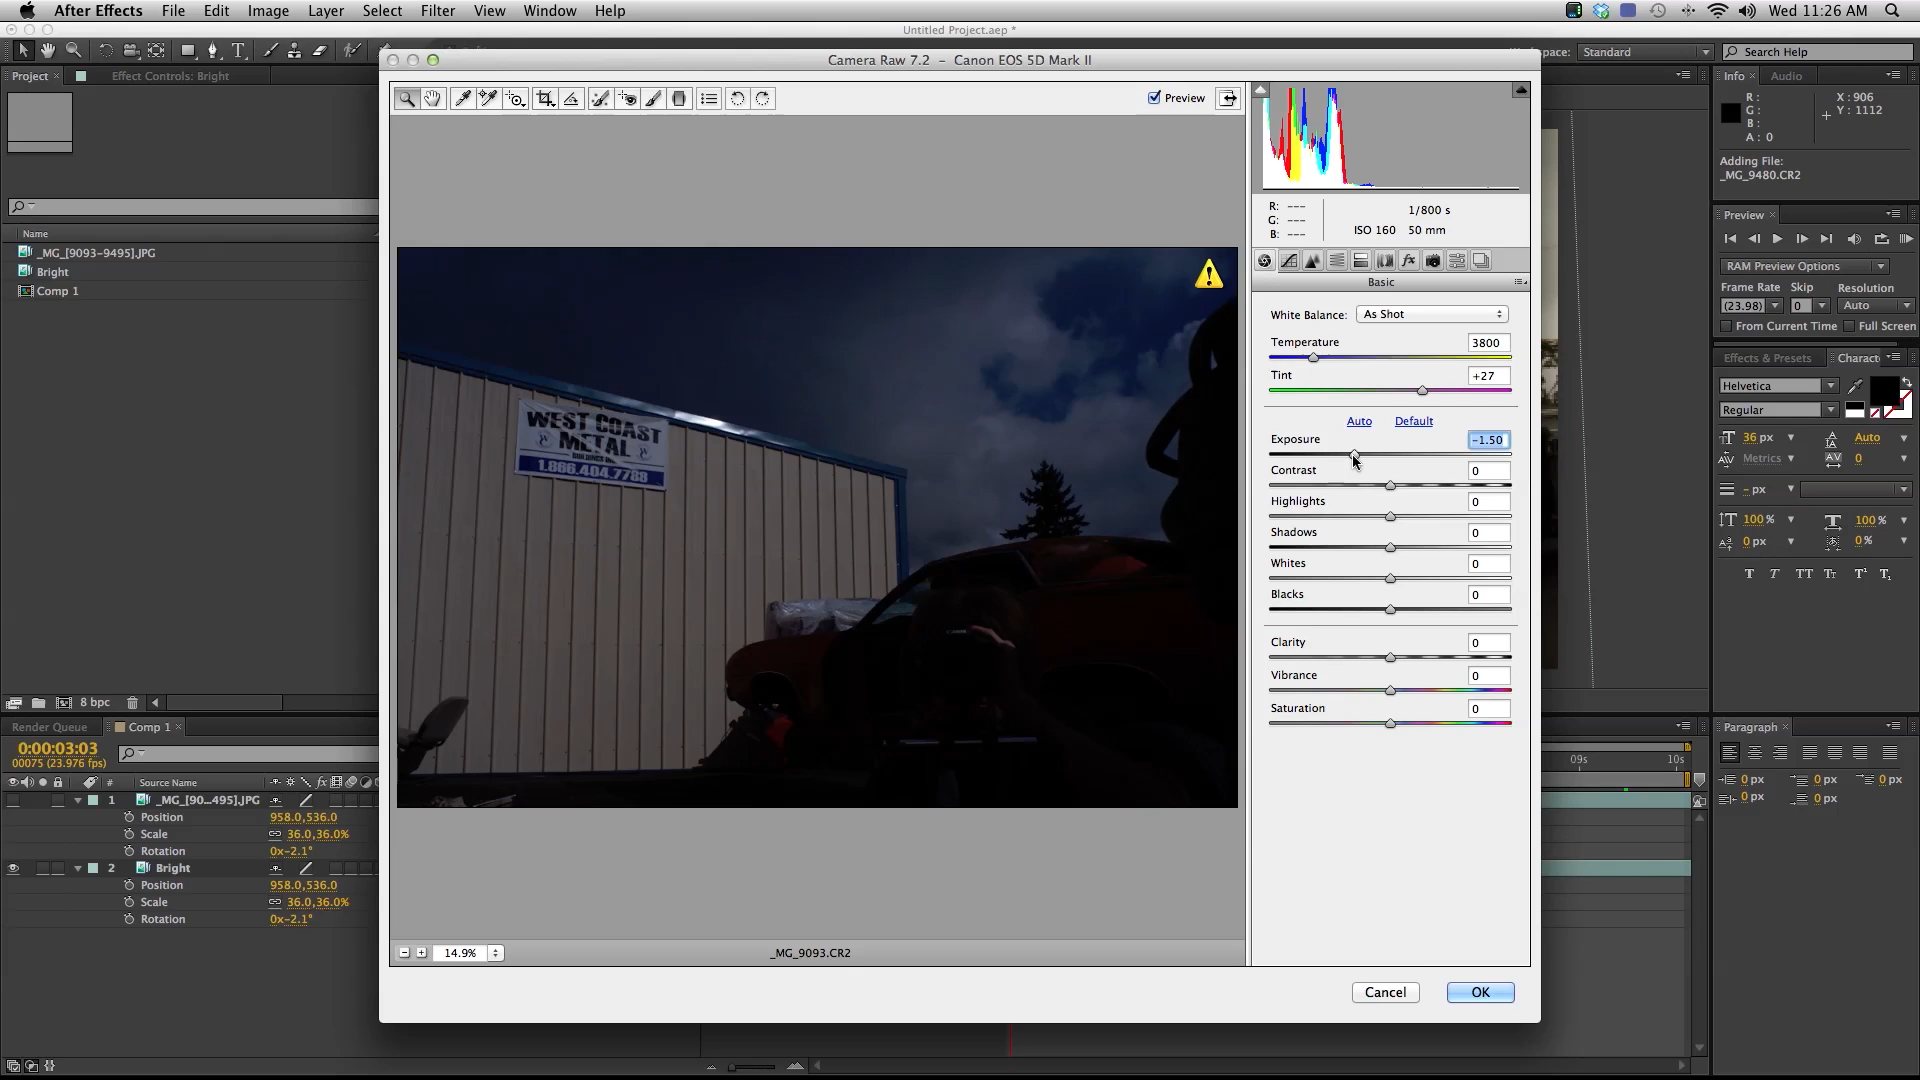 After Effects File Edit Image Layer Select Filter View Window Help Wed 11:26 AM
Untitled Project.aep *
Standard Search Help
Camera Raw 7.2 – Canon EOS 5D Mark II
Project Effect Controls: Bright
Name
_MG_[9093-9495].JPG
Bright
Comp 1
8 bpc
Preview
R: ---
G: ---
B: ---
1/800 s
ISO 160 50 mm
Basic
White Balance: As Shot
Temperature 3800
Tint +27
Auto Default
Exposure -1.50
Contrast 0
Highlights 0
Shadows 0
Whites 0
Blacks 0
Clarity 0
Vibrance 0
Saturation 0
WEST COAST
METAL
BUILDINGS INC.
1.866.404.7788
14.9% _MG_9093.CR2
Cancel OK
Info Audio
R :
G :
B :
A : 0
X : 906
Y : 1112
Adding File:
_MG_9480.CR2
Preview
RAM Preview Options
Frame Rate Skip Resolution
(23.98) 0 Auto
From Current Time Full Screen
Effects & Presets Charact
Helvetica
Regular
36 px Auto
Metrics 0
- px
100 % 100 %
0 px 0 %
T T TT Tт T¹ T₁
Render Queue Comp 1
0:00:03:03
00075 (23.976 fps)
# Source Name
1 _MG_[90...495].JPG
Position 958.0,536.0
Scale 36.0,36.0%
Rotation 0x-2.1°
2 Bright
Position 958.0,536.0
Scale 36.0,36.0%
Rotation 0x-2.1°
09s 10s
Paragraph
0 px 0 px 0 px
0 px 0 px